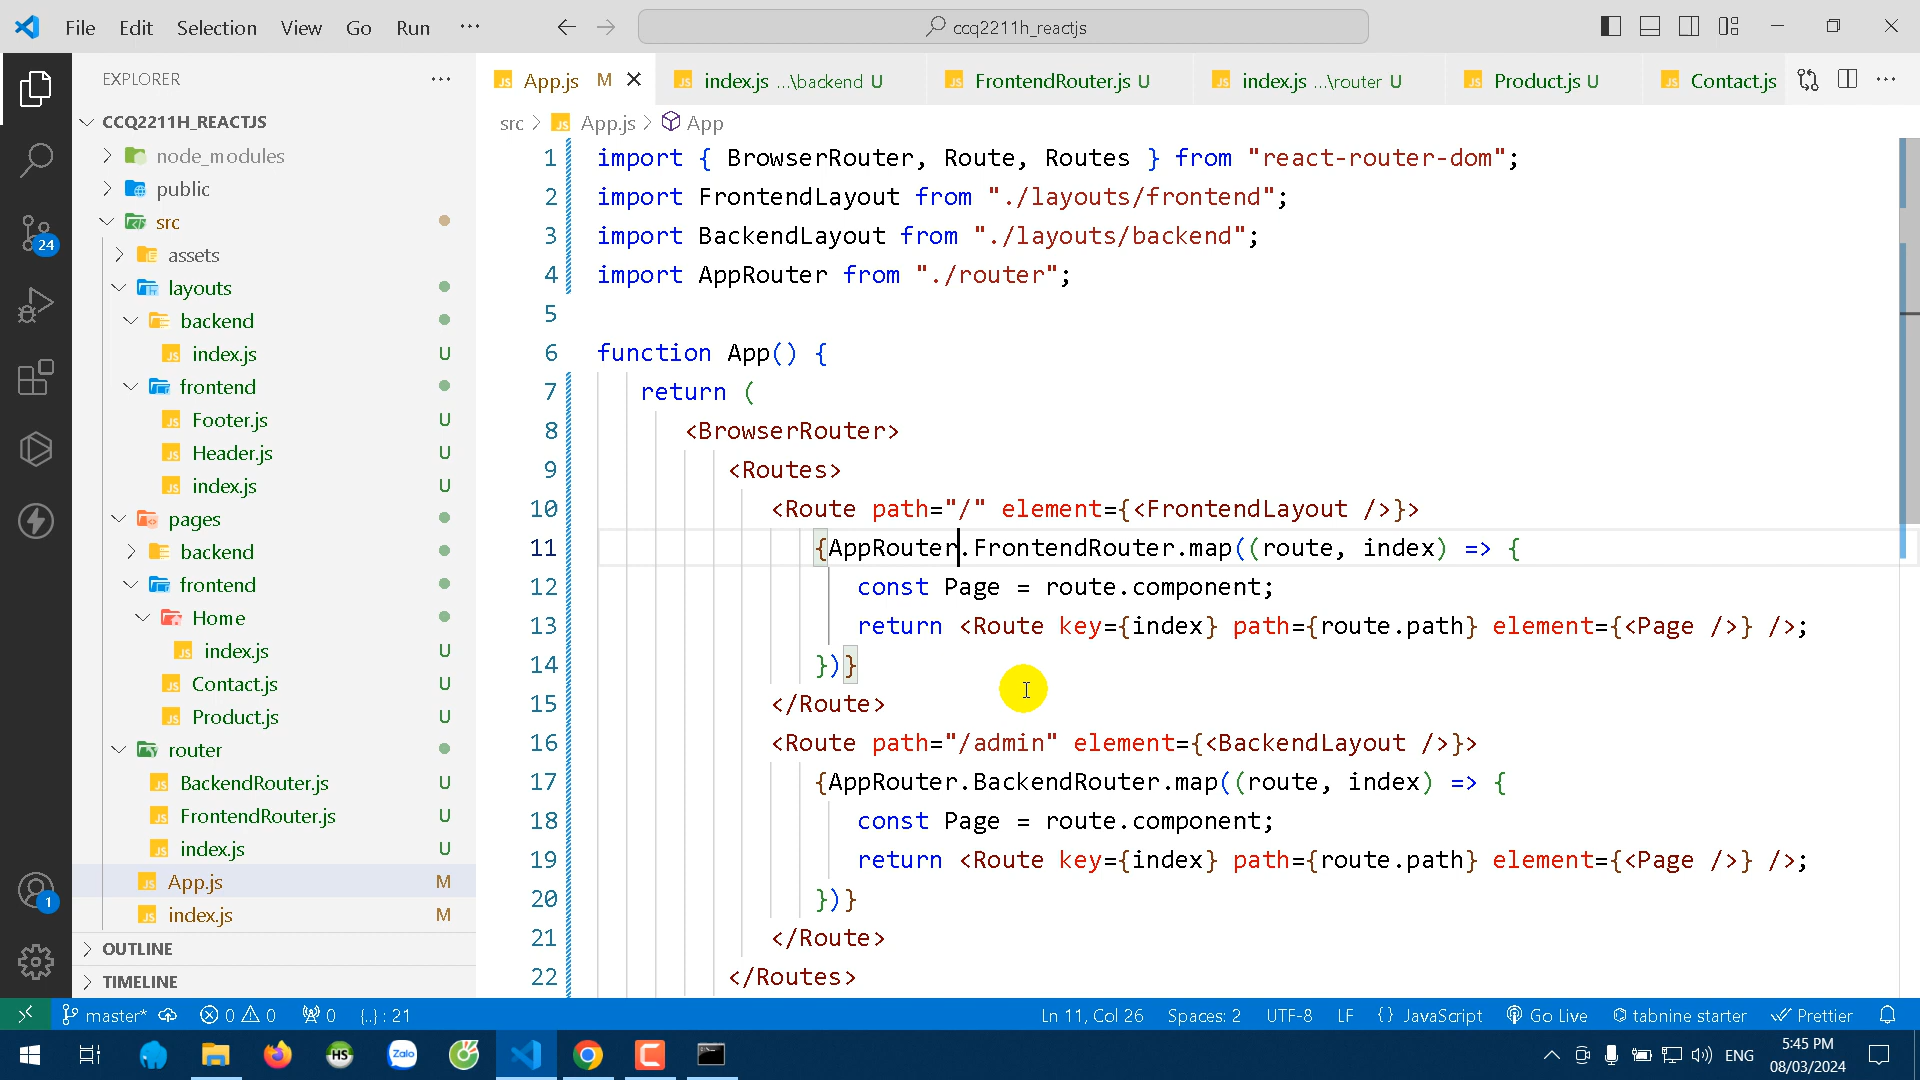 File Edit Selection View Go Run ··· ccq2211h_reactjs
EXPLORER ···
CCQ2211H_REACTJS
node_modules
public
src
assets
layouts
backend
index.js U
frontend
Footer.js U
Header.js U
index.js U
pages
backend
frontend
Home
index.js U
Contact.js U
Product.js U
router
BackendRouter.js U
FrontendRouter.js U
index.js U
App.js M
index.js M
OUTLINE
TIMELINE
24
1
App.js M index.js ...\backend U FrontendRouter.js U index.js ...\router U Product.js U Contact.js ···
src > App.js > App
1 import { BrowserRouter, Route, Routes } from "react-router-dom";
2 import FrontendLayout from "./layouts/frontend";
3 import BackendLayout from "./layouts/backend";
4 import AppRouter from "./router";
5
6 function App() {
7 return (
8 <BrowserRouter>
9 <Routes>
10 <Route path="/" element={<FrontendLayout />}>
11 {AppRouter.FrontendRouter.map((route, index) => {
12 const Page = route.component;
13 return <Route key={index} path={route.path} element={<Page />} />;
14 })}
15 </Route>
16 <Route path="/admin" element={<BackendLayout />}>
17 {AppRouter.BackendRouter.map((route, index) => {
18 const Page = route.component;
19 return <Route key={index} path={route.path} element={<Page />} />;
20 })}
21 </Route>
22 </Routes>
master* 0 0 0 {..} : 21 Ln 11, Col 26 Spaces: 2 UTF-8 LF {} JavaScript Go Live tabnine starter Prettier
HS Zalo ENG 5:45 PM
08/03/2024